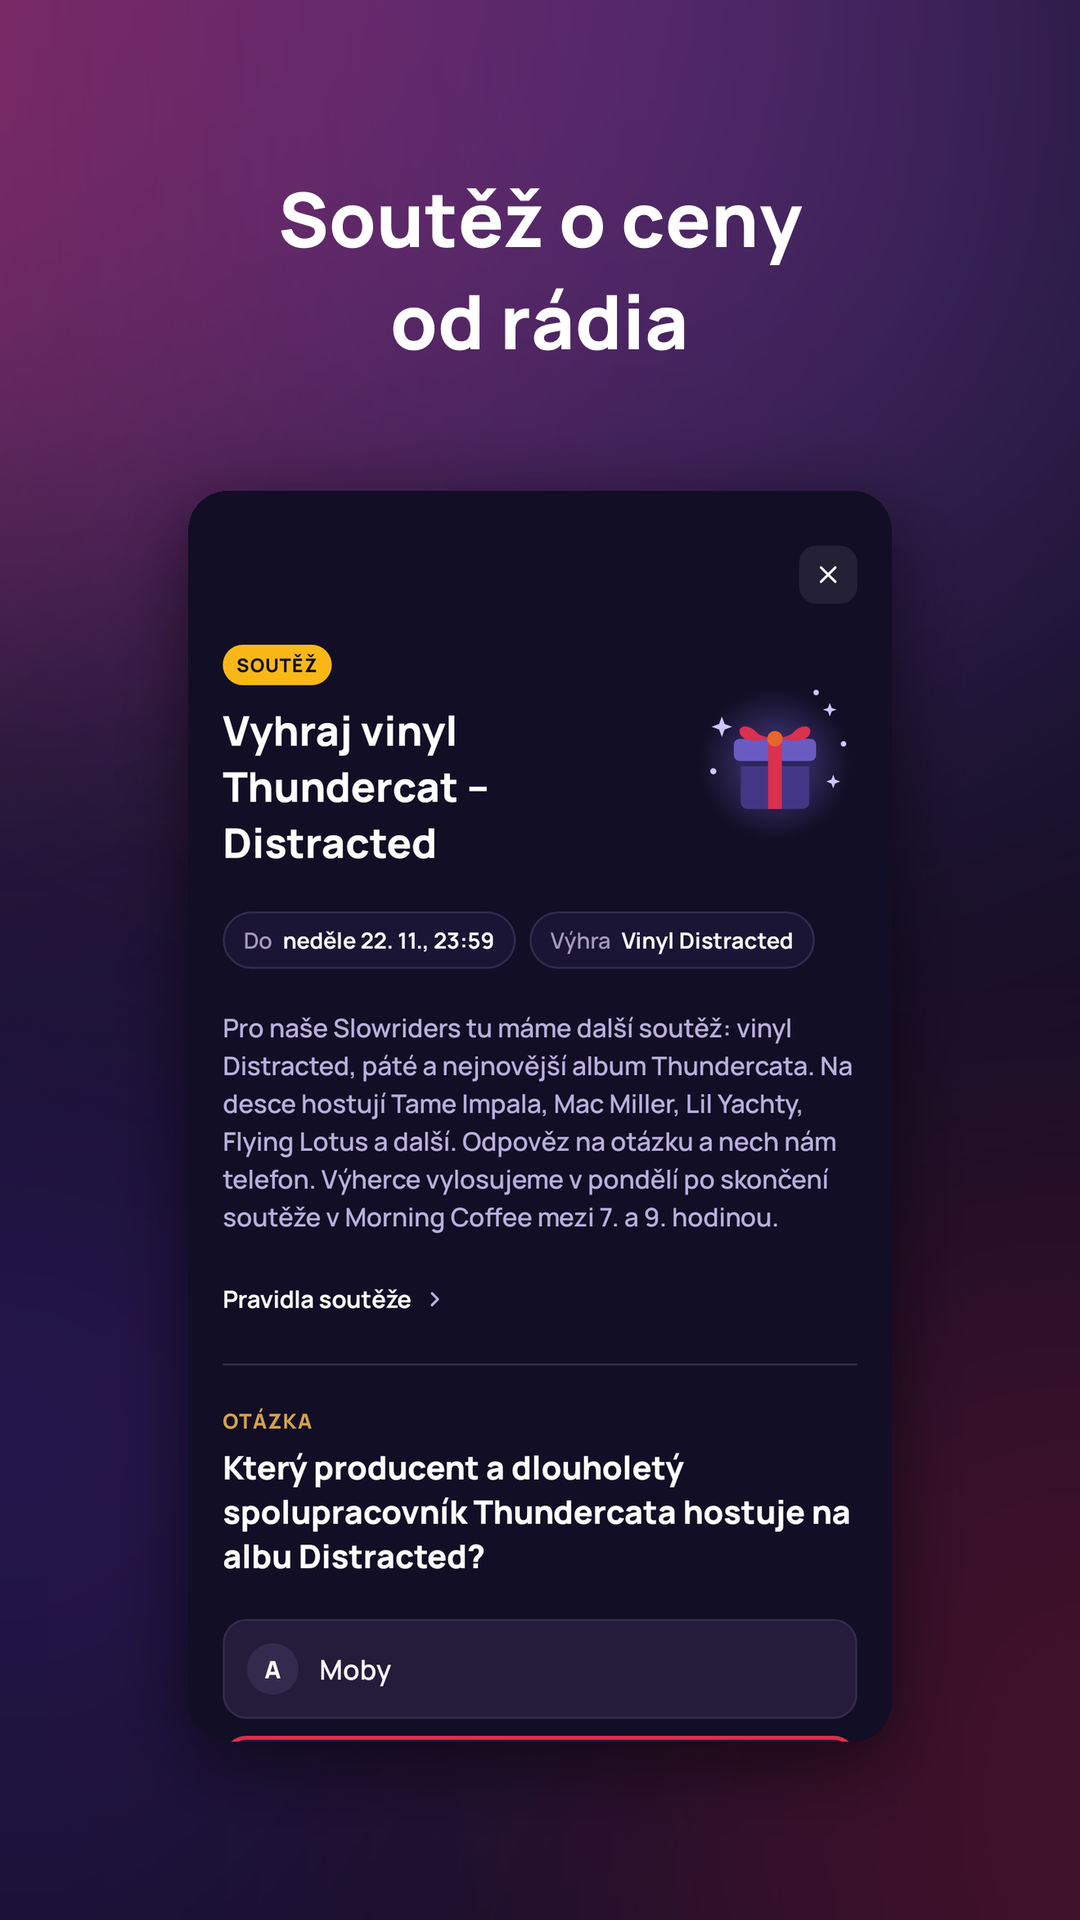 Soutěž o ceny
od rádia
SOUTĚŽ
Vyhraj vinyl
Thundercat –
Distracted
Do neděle 22. 11., 23:59
Výhra Vinyl Distracted
Pro naše Slowriders tu máme další soutěž: vinyl
Distracted, páté a nejnovější album Thundercata. Na
desce hostují Tame Impala, Mac Miller, Lil Yachty,
Flying Lotus a další. Odpověz na otázku a nech nám
telefon. Výherce vylosujeme v pondělí po skončení
soutěže v Morning Coffee mezi 7. a 9. hodinou.
Pravidla soutěže
OTÁZKA
Který producent a dlouholetý
spolupracovník Thundercata hostuje na
albu Distracted?
A Moby